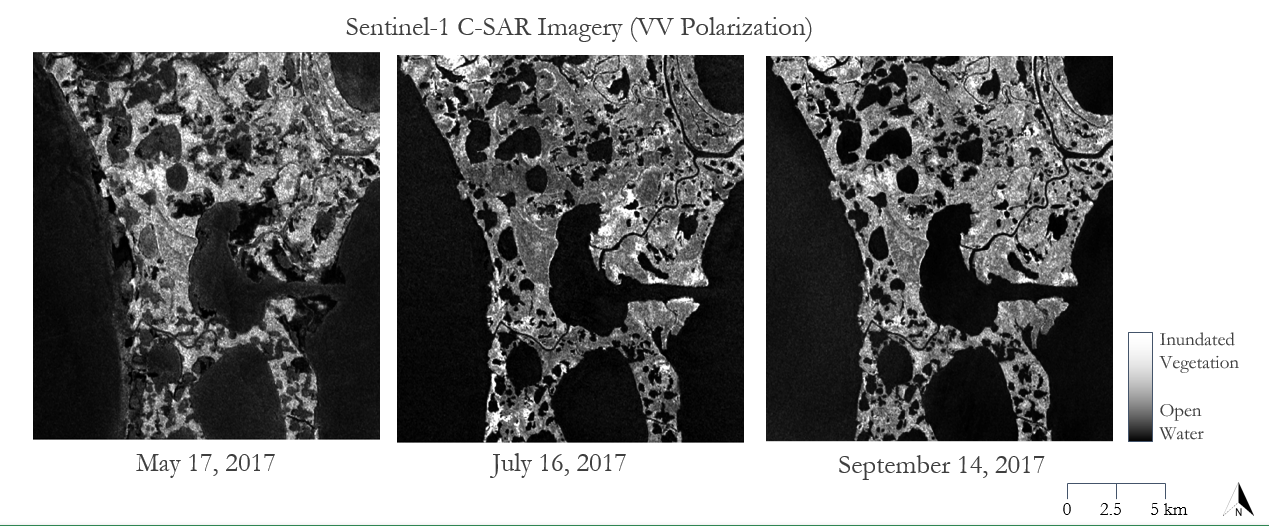 Sentinel-1 C-SAR Imagery (VV Polarization)
Inundated
Vegetation
Open
Water
May 17, 2017
July 16, 2017
September 14, 2017
0 2.5 5 km
N